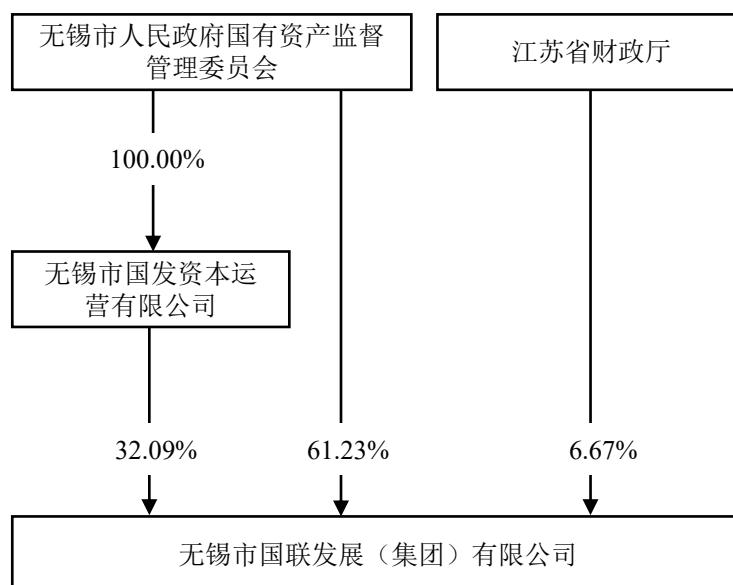 无锡市人民政府国有资产监督
管理委员会
江苏省财政厅
100.00%
无锡市国发资本运
营有限公司
32.09%
61.23%
6.67%
无锡市国联发展（集团）有限公司